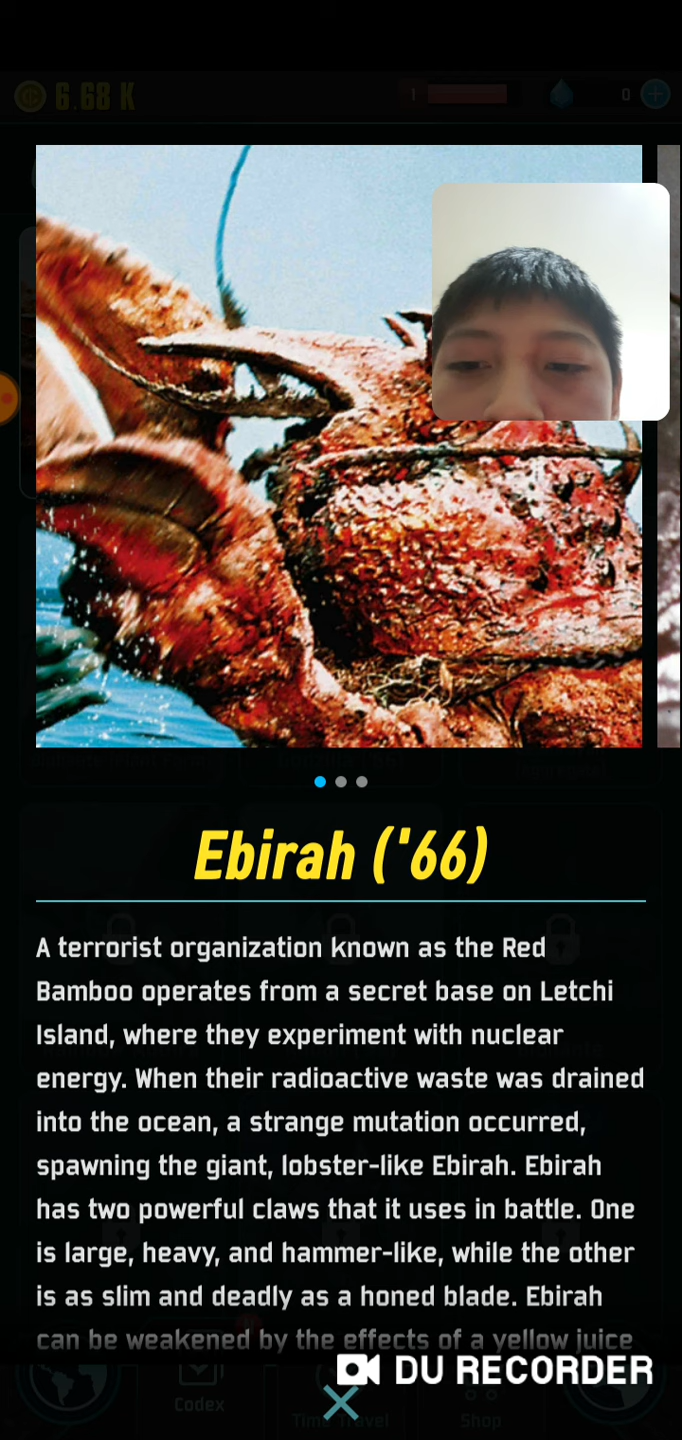 6.68 K
1
0
Ebirah ('66)
A terrorist organization known as the Red
Bamboo operates from a secret base on Letchi
Island, where they experiment with nuclear
energy. When their radioactive waste was drained
into the ocean, a strange mutation occurred,
spawning the giant, lobster-like Ebirah. Ebirah
has two powerful claws that it uses in battle. One
is large, heavy, and hammer-like, while the other
is as slim and deadly as a honed blade. Ebirah
can be weakened by the effects of a yellow juice
DU RECORDER
Codex
Time Travel
Shop